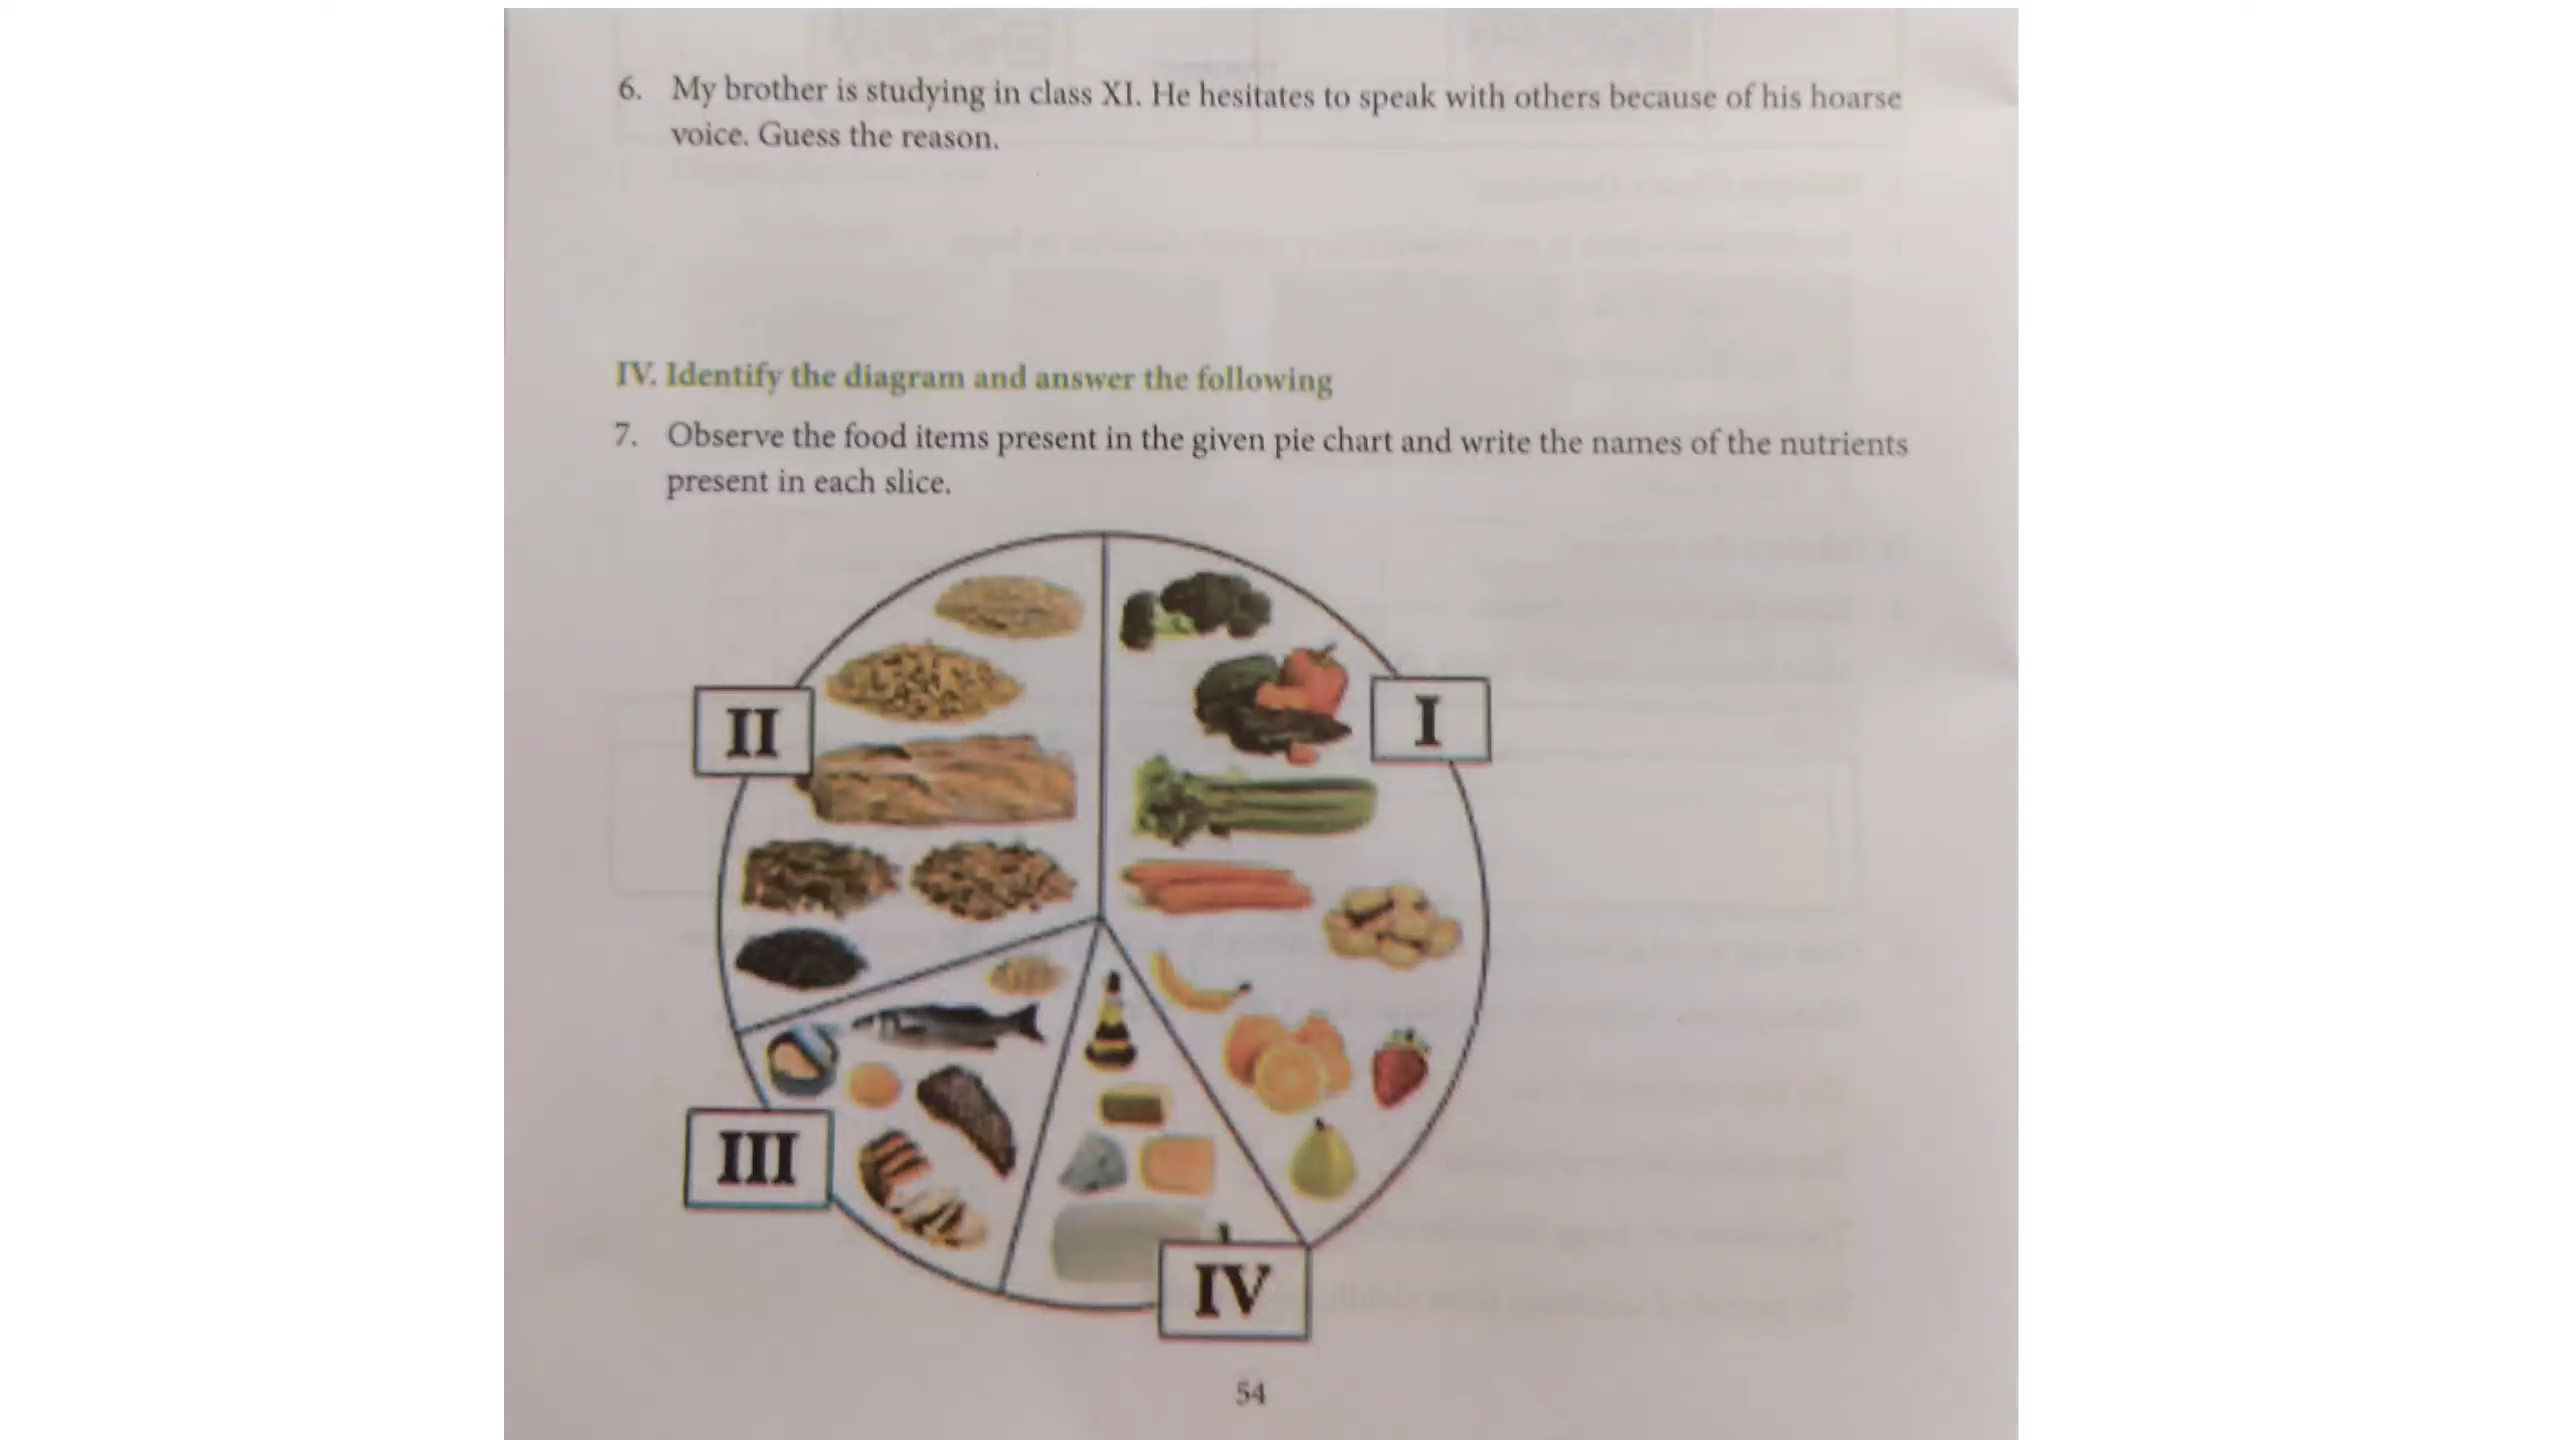 6. My brother is studying in class XI. He hesitates to speak with others because of his hoarse
voice. Guess the reason.
IV. Identify the diagram and answer the following
7. Observe the food items present in the given pie chart and write the names of the nutrients
present in each slice.
II
I
III
IV
54